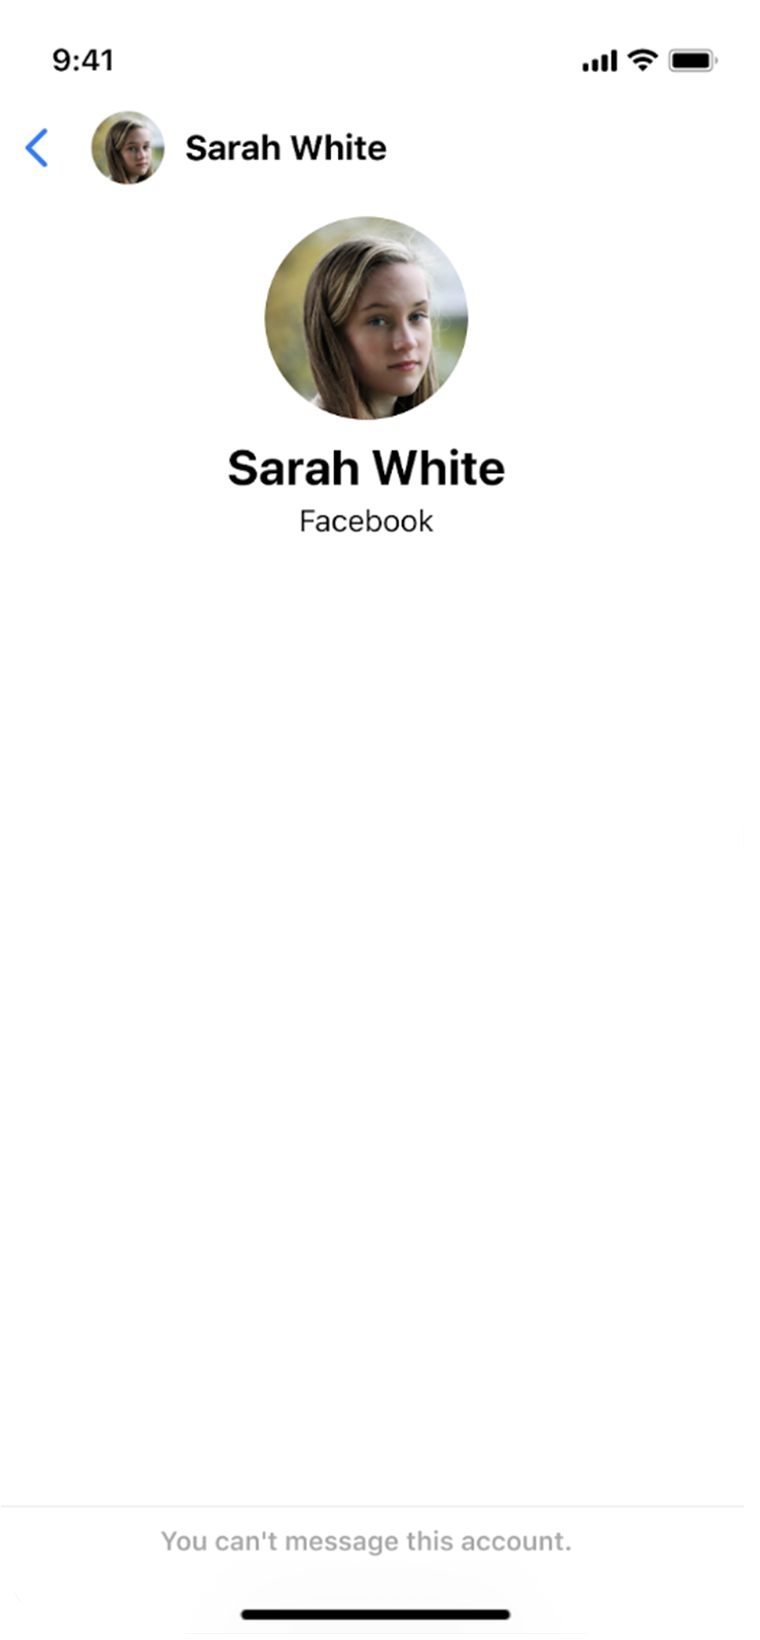 9:41
Sarah White
Sarah White
Facebook
You can't message this account.